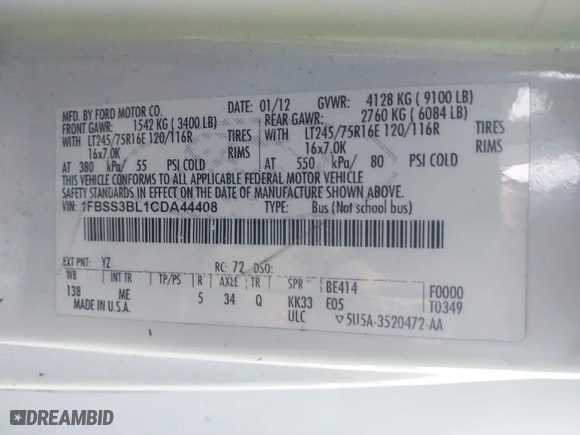 MFD. BY FORD MOTOR CO. DATE: 01/12 GVWR: 4128 KG ( 9100 LB)
FRONT GAWR: 1542 KG ( 3400 LB) REAR GAWR: 2760 KG ( 6084 LB)
WITH LT245/75R16E 120/116R TIRES WITH LT245/75R16E 120/116R TIRES
16x7.0K RIMS 16x7.0K RIMS
AT 380 kPa/ 55 PSI COLD AT 550 kPa/ 80 PSI COLD
THIS VEHICLE CONFORMS TO ALL APPLICABLE FEDERAL MOTOR VEHICLE
SAFETY STANDARDS IN EFFECT ON THE DATE OF MANUFACTURE SHOWN ABOVE.
VIN: 1FBSS3BL1CDA44408 TYPE: Bus (Not school bus)
EXT PNT: YZ RC: 72 DSO:
WB INT TR TP/PS R AXLE TR SPR BE414 F0000
138 ME 5 34 Q KK33 E05 T0349
MADE IN U.S.A. ULC ▽5U5A-3520472-AA
DREAMBID